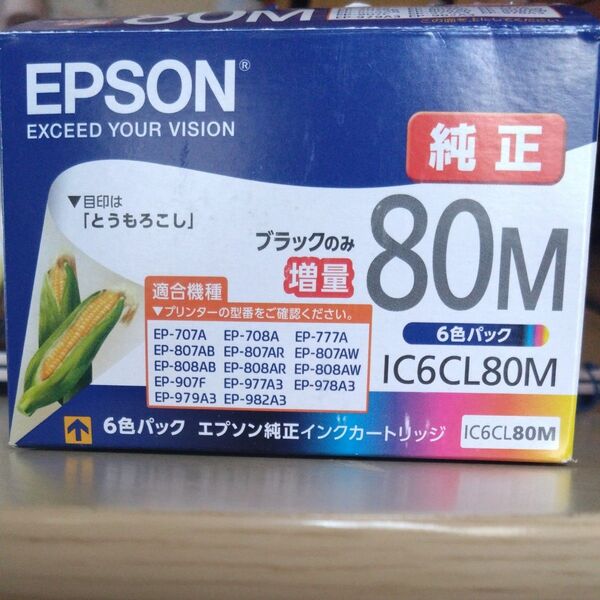 80M
EP-979A3 EP-982A3
EPSON®
EXCEED YOUR VISION
純正
▼目印は
「とうもろこし」
ブラックのみ
増量
80M
適合機種
▼プリンターの型番をご確認ください。
EP-707A EP-708A EP-777A
EP-807AB EP-807AR EP-807AW
EP-808AB EP-808AR EP-808AW
EP-907F EP-977A3 EP-978A3
EP-979A3 EP-982A3
6色パック
IC6CL80M
6色パック エプソン純正インクカートリッジ
IC6CL80M